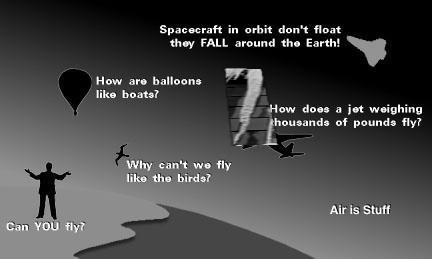 Spacecraft in orbit don't float
they FALL around the Earth!
How are balloons
like boats?
How does a jet weighing
thousands of pounds fly?
Why can't we fly
like the birds?
Air is Stuff
Can YOU fly?